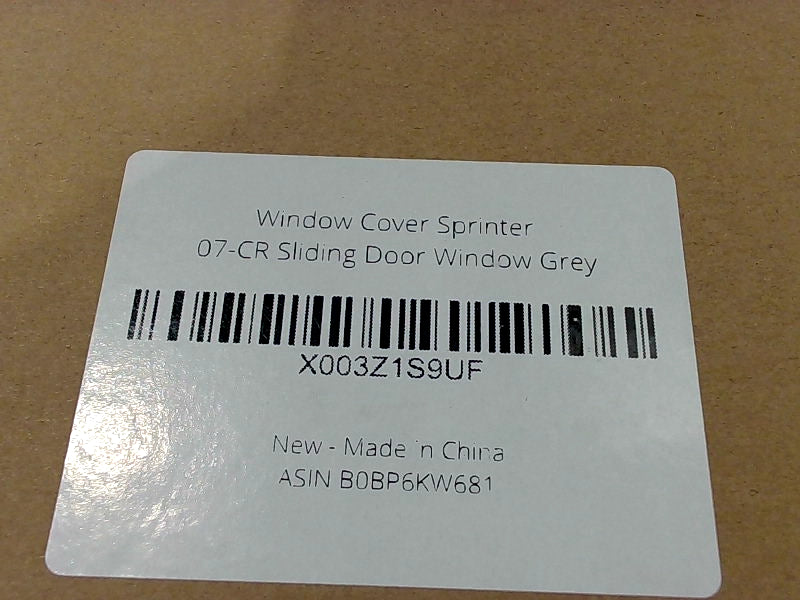 Window Cover Sprinter
07-CR Sliding Door Window Grey
X003Z1S9UF
New - Made in China
ASIN B0BP6KW681